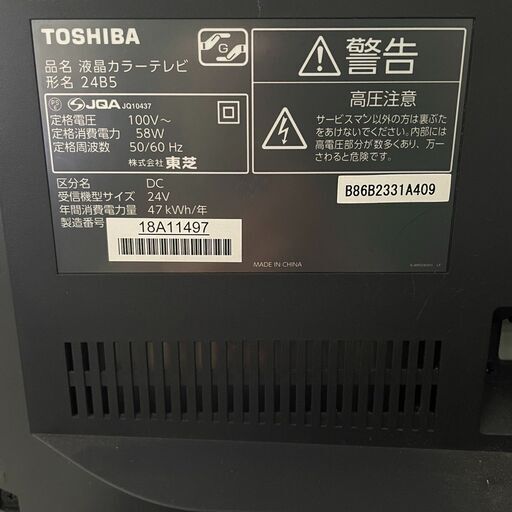 TOSHIBA
品名 液晶カラーテレビ
形名 24B5
G
JQA JQ10437
定格電圧 100V～
定格消費電力 58W
定格周波数 50/60 Hz
株式会社 東芝
区分名 DC
受信機型サイズ 24V
年間消費電力量 47 kWh/年
製造番号
18A11497
警告
高圧注意
サービスマン以外の方は裏ぶた
をあけないでください。内部には
高電圧部分が数多くあり、万一
さわると危険です。
B86B2331A409
MADE IN CHINA